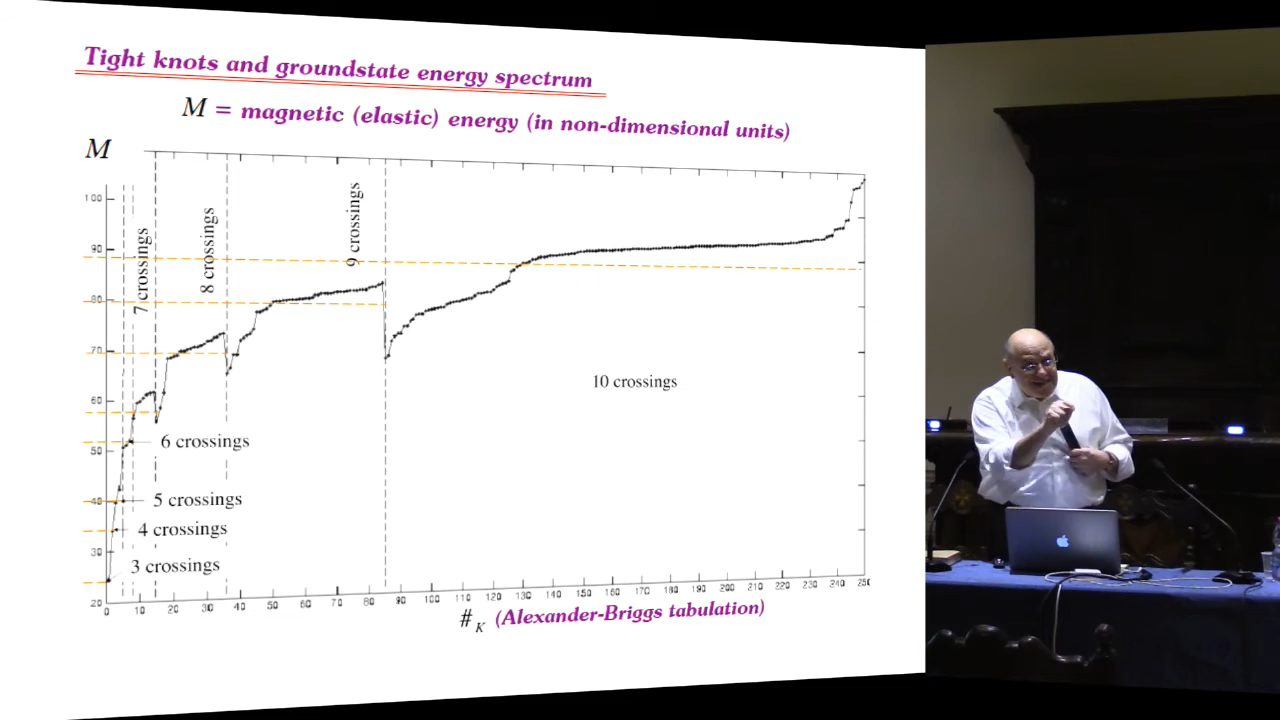 Tight knots and groundstate energy spectrum
M = magnetic (elastic) energy (in non-dimensional units)
M
100
90
80
70
60
50
40
30
20
7 crossings
8 crossings
9 crossings
10 crossings
6 crossings
5 crossings
4 crossings
3 crossings
0 10 20 30 40 50 60 70 80 90 100 110 120 130 140 150 160 170 180 190 200 210 220 230 240 250
#K (Alexander-Briggs tabulation)